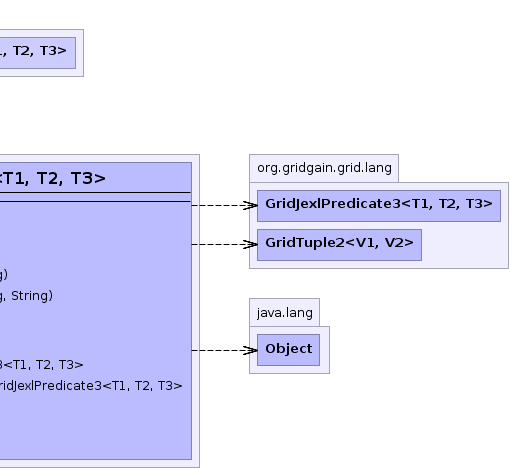 , T2, T3>
<T1, T2, T3>
g)
g, String)
3<T1, T2, T3>
ridJexlPredicate3<T1, T2, T3>
org.gridgain.grid.lang
GridJexlPredicate3<T1, T2, T3>
GridTuple2<V1, V2>
java.lang
Object